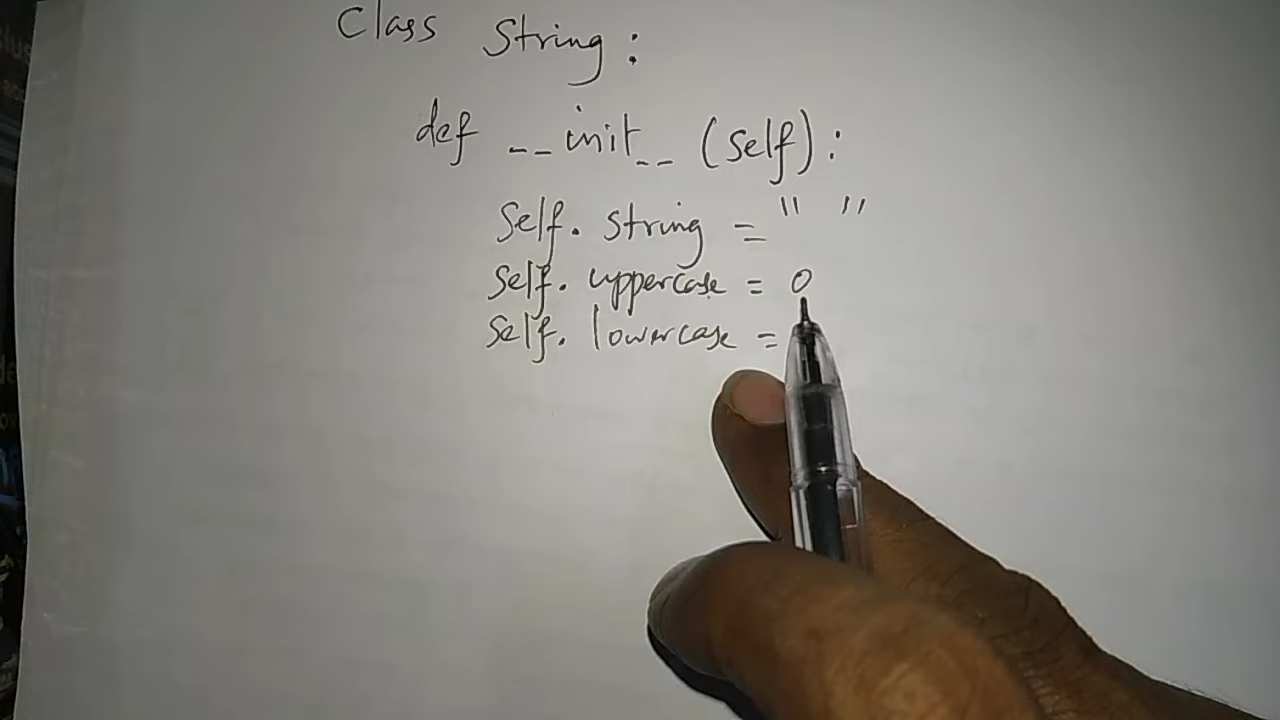 Class String:
def __init__ (self):
Self. string = " "
Self. uppercase = 0
Self. lowercase =